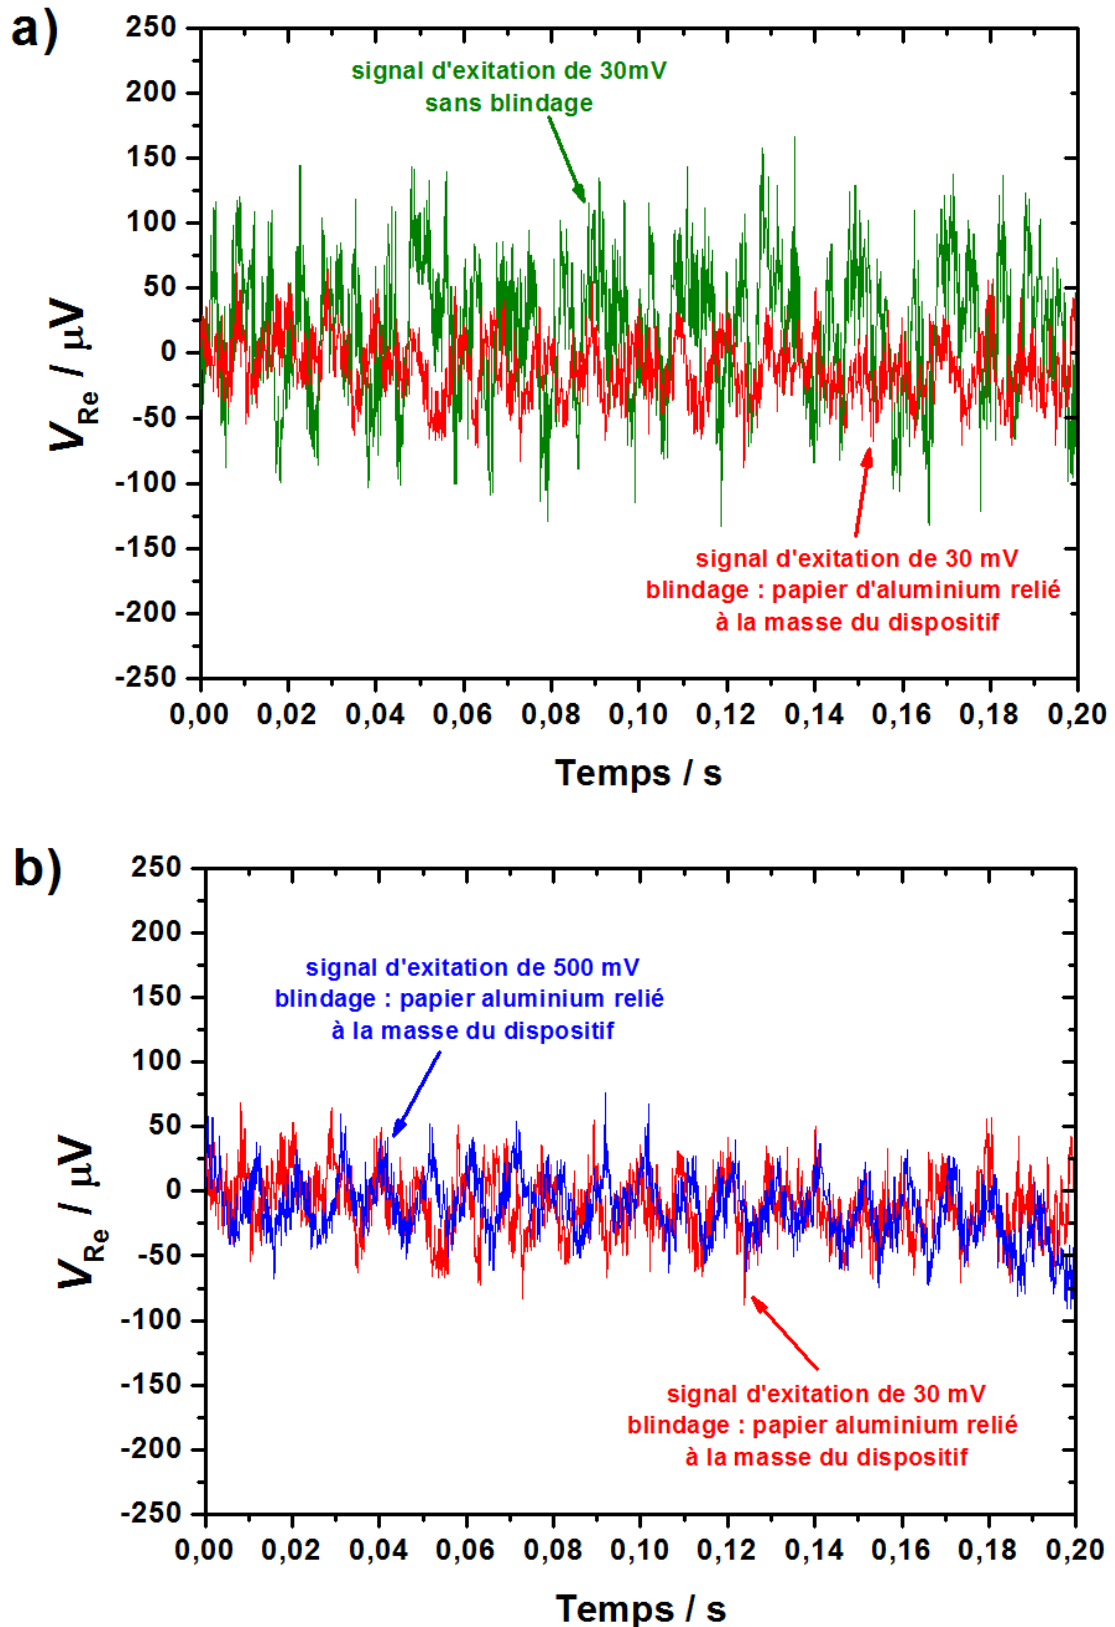 a)
250
200
150
100
50
0
-50
-100
-150
-200
-250
V_Re / µV
signal d'exitation de 30mV
sans blindage
signal d'exitation de 30 mV
blindage : papier d'aluminium relié
à la masse du dispositif
0,00 0,02 0,04 0,06 0,08 0,10 0,12 0,14 0,16 0,18 0,20
Temps / s
b)
250
200
150
100
50
0
-50
-100
-150
-200
-250
V_Re / µV
signal d'exitation de 500 mV
blindage : papier aluminium relié
à la masse du dispositif
signal d'exitation de 30 mV
blindage : papier aluminium relié
à la masse du dispositif
0,00 0,02 0,04 0,06 0,08 0,10 0,12 0,14 0,16 0,18 0,20
Temps / s